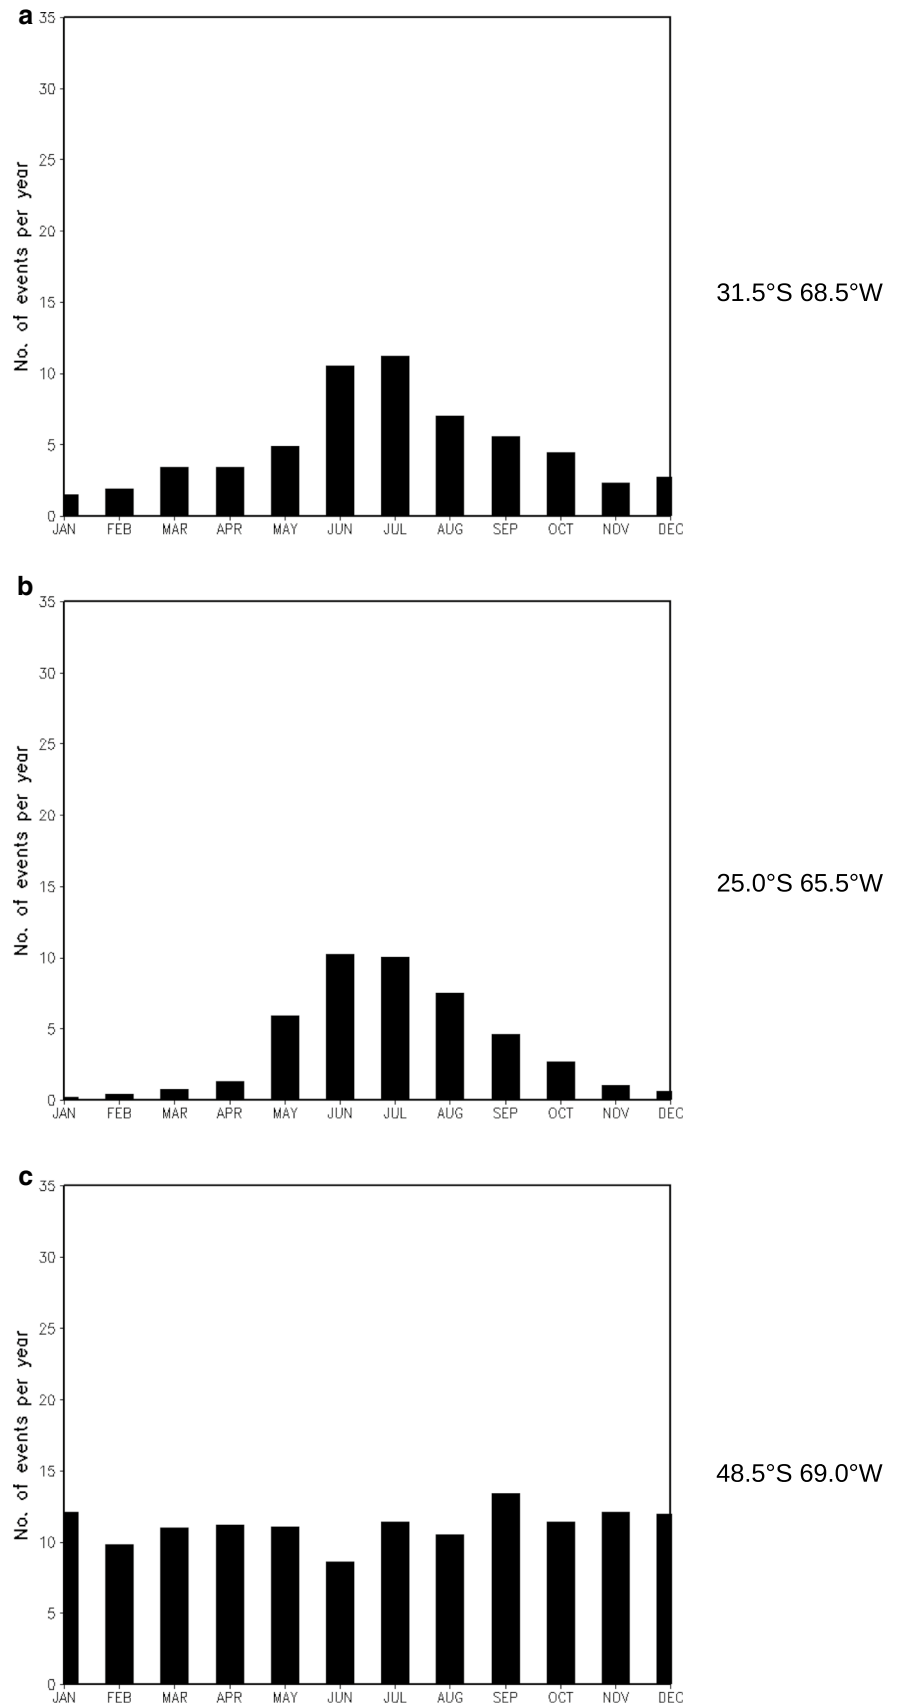 a
35
30
25
20
15
10
5
0
No. of events per year
JAN FEB MAR APR MAY JUN JUL AUG SEP OCT NOV DEC
31.5°S 68.5°W
b
35
30
25
20
15
10
5
0
No. of events per year
JAN FEB MAR APR MAY JUN JUL AUG SEP OCT NOV DEC
25.0°S 65.5°W
c
35
30
25
20
15
10
5
0
No. of events per year
JAN FEB MAR APR MAY JUN JUL AUG SEP OCT NOV DEC
48.5°S 69.0°W